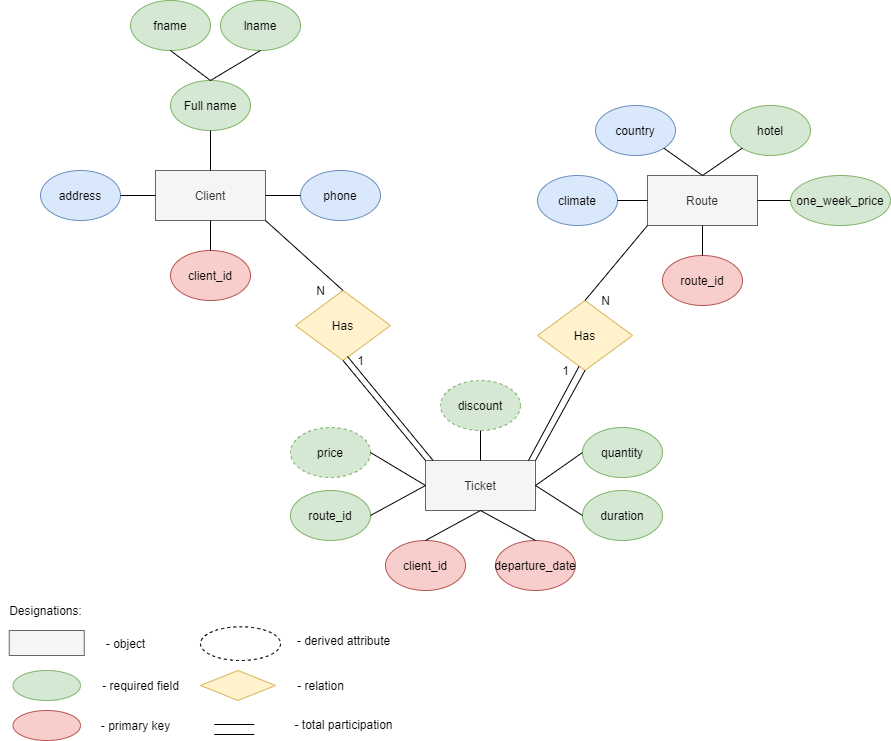 fname
lname
Full name
country
hotel
address
Client
phone
climate
Route
one_week_price
client_id
route_id
N
N
Has
Has
1
1
discount
price
quantity
Ticket
route_id
duration
client_id
departure_date
Designations:
- object
- derived attribute
- required field
- relation
- primary key
- total participation